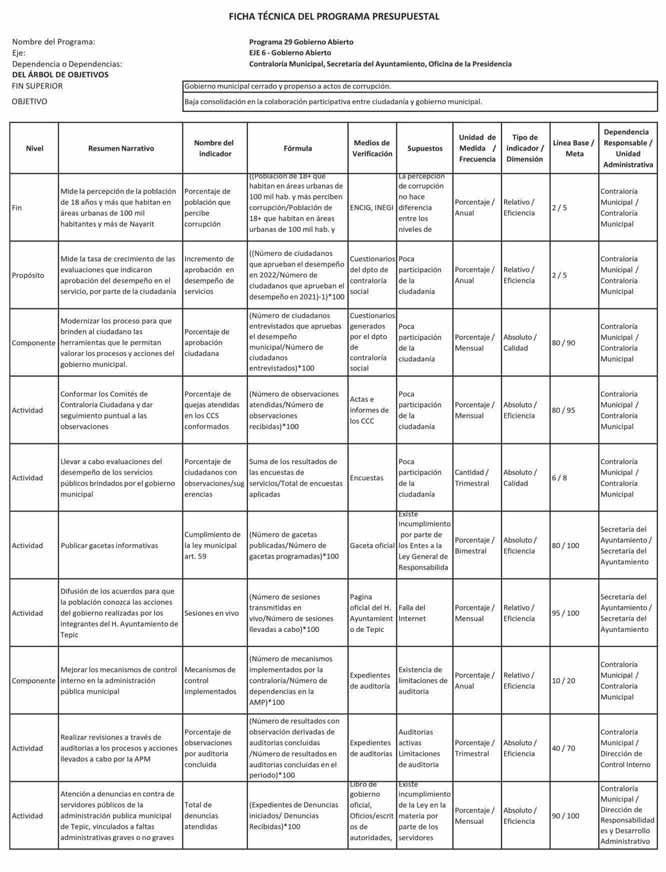 FICHA TÉCNICA DEL PROGRAMA PRESUPUESTAL
Nombre del Programa: Programa 29 Gobierno Abierto
Eje: EJE 6 - Gobierno Abierto
Dependencia o Dependencias: Contraloría Municipal, Secretaría del Ayuntamiento, Oficina de la Presidencia
DEL ÁRBOL DE OBJETIVOS
FIN SUPERIOR Gobierno municipal cerrado y propenso a actos de corrupción.
OBJETIVO Baja consolidación en la colaboración participativa entre ciudadanía y gobierno municipal.
Nivel
Resumen Narrativo
Nombre del
indicador
Fórmula
Medios de
Verificación
Supuestos
Unidad de
Medida /
Frecuencia
Tipo de
indicador /
Dimensión
Línea Base /
Meta
Dependencia
Responsable /
Unidad
Administrativa
Fin
Mide la percepción de la población
de 18 años y más que habitan en
áreas urbanas de 100 mil
habitantes y más de Nayarit
Porcentaje de
población que
percibe
corrupción
((Población de 18+ que
habitan en áreas urbanas de
100 mil hab. y más perciben
corrupción/Población de
18+ que habitan en áreas
urbanas de 100 mil hab. y
ENCIG, INEGI
La percepción
de corrupción
no hace
diferencia
entre los
niveles de
Porcentaje /
Anual
Relativo /
Eficiencia
2 / 5
Contraloría
Municipal /
Contraloría
Municipal
Propósito
Mide la tasa de crecimiento de las
evaluaciones que indicaron
aprobación del desempeño en el
servicio, por parte de la ciudadanía
Incremento de
aprobación en
desempeño de
servicios
((Número de ciudadanos
que aprueban el desempeño
en 2022/Número de
ciudadanos que aprueban el
desempeño en 2021)-1)*100
Cuestionarios
del dpto de
contraloría
social
Poca
participación
de la
ciudadanía
Porcentaje /
Anual
Relativo /
Eficiencia
2 / 5
Contraloría
Municipal /
Contraloría
Municipal
Componente
Modernizar los proceso para que
brinden al ciudadano las
herramientas que le permitan
valorar los procesos y acciones del
gobierno municipal.
Porcentaje de
aprobación
ciudadana
(Número de ciudadanos
entrevistados que apruebas
el desempeño
municipal/Número de
ciudadanos
entrevistados)*100
Cuestionarios
generados
por el dpto
de
contraloría
social
Poca
participación
de la
ciudadanía
Porcentaje /
Mensual
Absoluto /
Calidad
80 / 90
Contraloría
Municipal /
Contraloría
Municipal
Actividad
Conformar los Comités de
Contraloría Ciudadana y dar
seguimiento puntual a las
observaciones
Porcentaje de
quejas atendidas
en los CCS
conformados
(Número de observaciones
atendidas/Número de
observaciones
recibidas)*100
Actas e
informes de
los CCC
Poca
participación
de la
ciudadanía
Porcentaje /
Mensual
Absoluto /
Eficiencia
80 / 95
Contraloría
Municipal /
Contraloría
Municipal
Actividad
Llevar a cabo evaluaciones del
desempeño de los servicios
públicos brindados por el gobierno
municipal
Porcentaje de
ciudadanos con
observaciones/sug
erencias
Suma de los resultados de
las encuestas de
servicios/Total de encuestas
aplicadas
Encuestas
Poca
participación
de la
ciudadanía
Cantidad /
Trimestral
Absoluto /
Calidad
6 / 8
Contraloría
Municipal /
Contraloría
Municipal
Actividad
Publicar gacetas informativas
Cumplimiento de
la ley municipal
art. 59
(Número de gacetas
publicadas/Número de
gacetas programadas)*100
Gaceta oficial
Existe
incumplimiento
por parte de
los Entes a la
Ley General de
Responsabilida
Porcentaje /
Bimestral
Absoluto /
Eficiencia
80 / 100
Secretaría del
Ayuntamiento /
Secretaría del
Ayuntamiento
Actividad
Difusión de los acuerdos para que
la población conozca las acciones
del gobierno realizadas por los
integrantes del H. Ayuntamiento de
Tepic
Sesiones en vivo
(Número de sesiones
transmitidas en
vivo/Número de sesiones
llevadas a cabo)*100
Pagina
oficial del H.
Ayuntamient
o de Tepic
Falla del
Internet
Porcentaje /
Mensual
Relativo /
Eficiencia
95 / 100
Secretaría del
Ayuntamiento /
Secretaría del
Ayuntamiento
Componente
Mejorar los mecanismos de control
interno en la administración
pública municipal
Mecanismos de
control
implementados
(Número de mecanismos
implementados por la
contraloría/Número de
dependencias en la
AMP)*100
Expedientes
de auditoría
Existencia de
limitaciones de
auditoria
Porcentaje /
Anual
Relativo /
Eficiencia
10 / 20
Contraloría
Municipal /
Contraloría
Municipal
Actividad
Realizar revisiones a través de
auditorias a los procesos y acciones
llevados a cabo por la APM
Porcentaje de
observaciones
por auditoria
concluida
(Número de resultados con
observación derivadas de
auditorias concluidas
/Número de resultados en
auditorias concluidas en el
periodo)*100
Expedientes
de auditorias
Auditorias
activas
Limitaciones
de auditoria
Porcentaje /
Trimestral
Absoluto /
Eficiencia
40 / 70
Contraloría
Municipal /
Dirección de
Control Interno
Actividad
Atención a denuncias en contra de
servidores públicos de la
administración publica municipal
de Tepic, vinculados a faltas
administrativas graves o no graves
Total de
denuncias
atendidas
(Expedientes de Denuncias
iniciados/ Denuncias
Recibidas)*100
Libro de
gobierno
oficial,
Oficios/escrit
os de
autoridades,
Existe
incumplimiento
de la Ley en la
materia por
parte de los
servidores
Porcentaje /
Mensual
Absoluto /
Eficiencia
90 / 100
Contraloría
Municipal /
Dirección de
Responsabilidad
es y Desarrollo
Administrativo